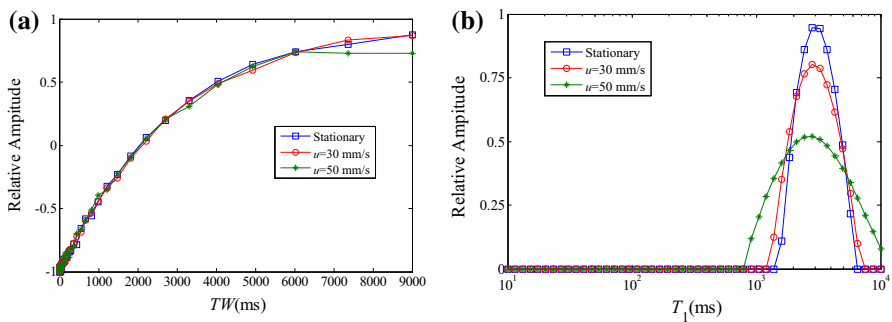 (a)
1
0.5
0
-0.5
-1
0 1000 2000 3000 4000 5000 6000 7000 8000 9000
Relative Ampitude
TW(ms)
Stationary
u=30 mm/s
u=50 mm/s
(b)
1
0.75
0.5
0.25
0
10^1 10^2 10^3 10^4
Relative Amplitude
T_1(ms)
Stationary
u=30 mm/s
u=50 mm/s